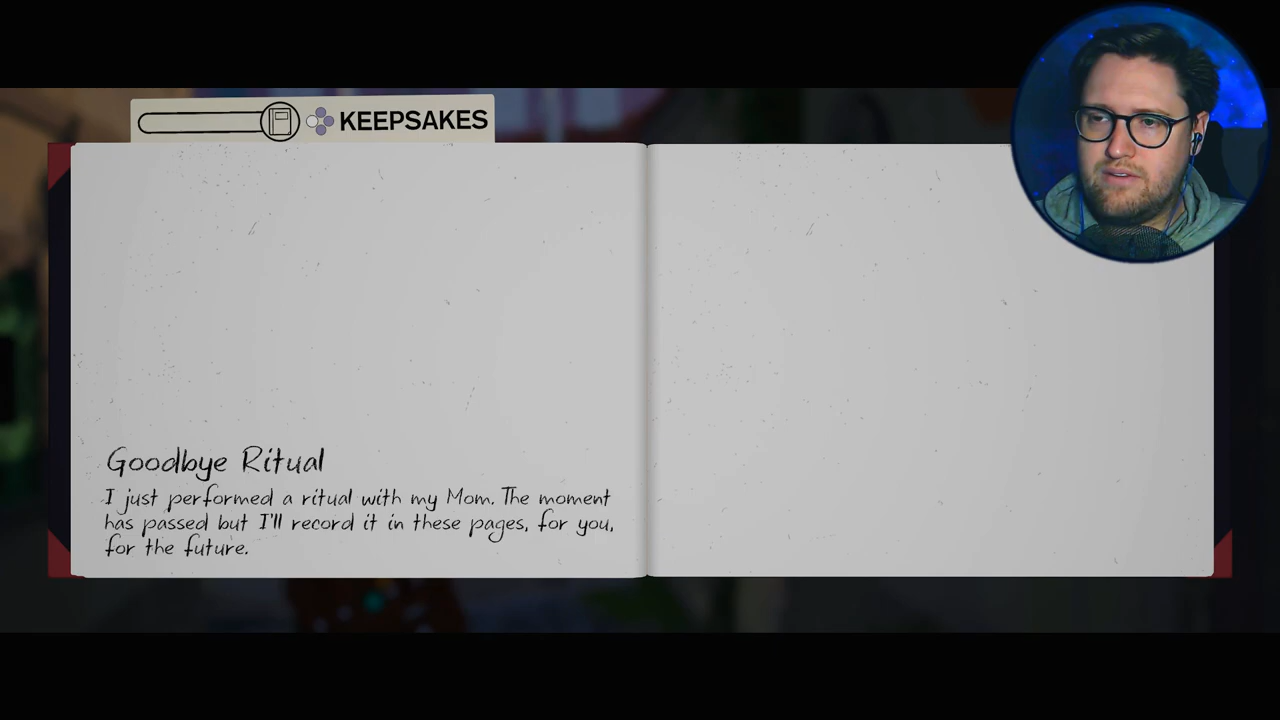 KEEPSAKES
Goodbye Ritual
I just performed a ritual with my Mom. The moment
has passed but I'll record it in these pages, for you,
for the future.